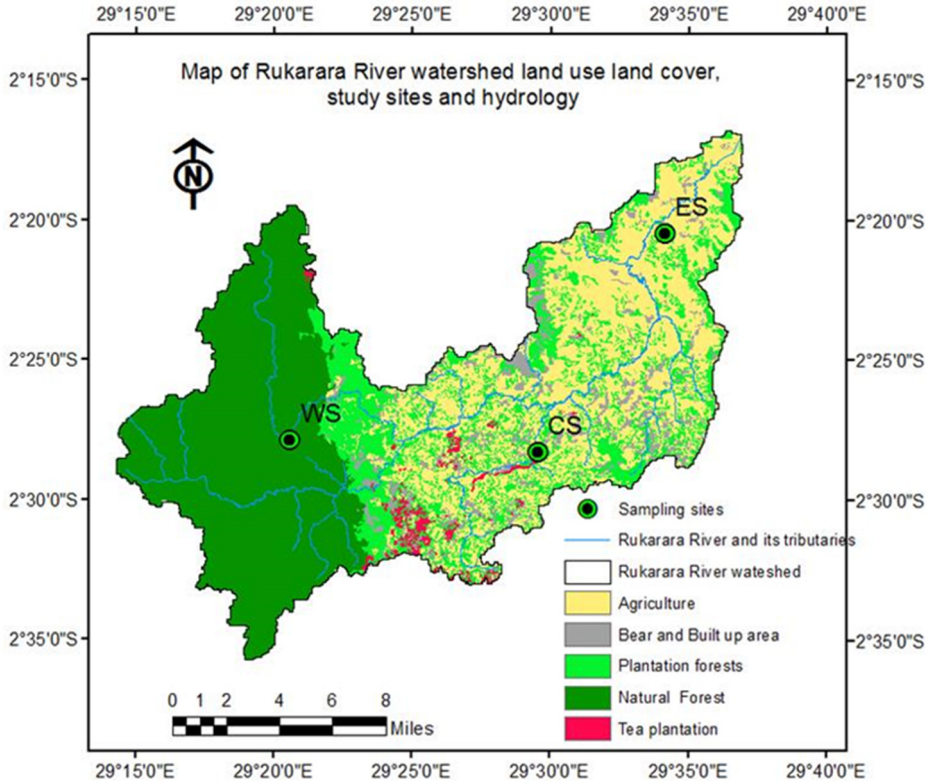 29°15'0"E 29°20'0"E 29°25'0"E 29°30'0"E 29°35'0"E 29°40'0"E
Map of Rukarara River watershed land use land cover,
study sites and hydrology
2°15'0"S 2°15'0"S
N
2°20'0"S ES 2°20'0"S
2°25'0"S 2°25'0"S
WS CS
2°30'0"S 2°30'0"S
Sampling sites
Rukarara River and its tributaries
Rukarara River wateshed
Agriculture
2°35'0"S Bear and Built up area 2°35'0"S
Plantation forests
Natural Forest
Tea plantation
0 1 2 4 6 8
Miles
29°15'0"E 29°20'0"E 29°25'0"E 29°30'0"E 29°35'0"E 29°40'0"E